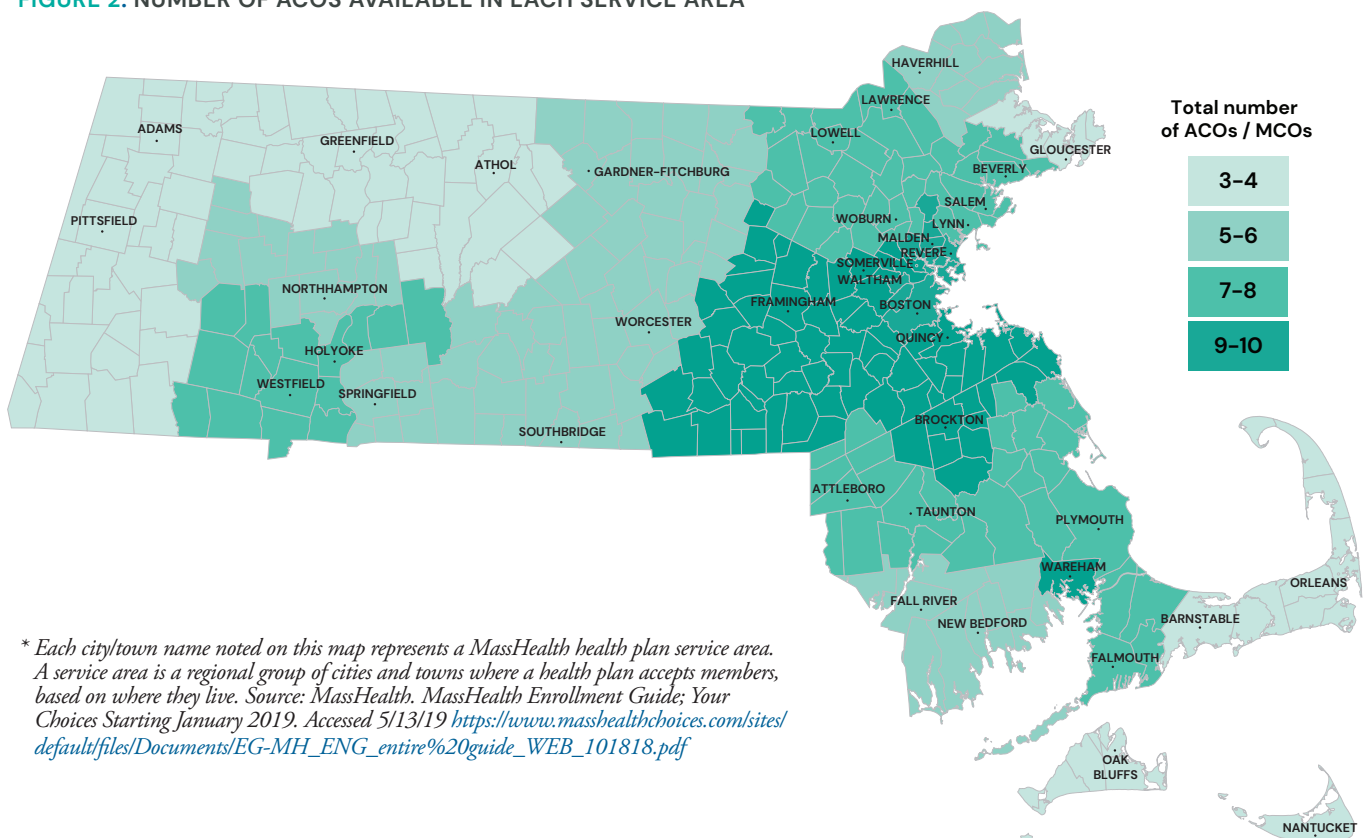 FIGURE 2. NUMBER OF ACOS AVAILABLE IN EACH SERVICE AREA
HAVERHILL
LAWRENCE
Total number
of ACOs / MCOs
3-4
5-6
7-8
9-10
ADAMS
GREENFIELD
LOWELL
GLOUCESTER
ATHOL
GARDNER-FITCHBURG
BEVERLY
SALEM
PITTSFIELD
WOBURN
LYNN
MALDEN
REVERE
SOMERVILLE
WALTHAM
NORTHHAMPTON
FRAMINGHAM
BOSTON
WORCESTER
QUINCY
HOLYOKE
WESTFIELD
SPRINGFIELD
BROCKTON
SOUTHBRIDGE
ATTLEBORO
TAUNTON
PLYMOUTH
WAREHAM
ORLEANS
FALL RIVER
BARNSTABLE
NEW BEDFORD
FALMOUTH
OAK
BLUFFS
NANTUCKET
* Each city/town name noted on this map represents a MassHealth health plan service area.
A service area is a regional group of cities and towns where a health plan accepts members,
based on where they live. Source: MassHealth. MassHealth Enrollment Guide; Your
Choices Starting January 2019. Accessed 5/13/19 https://www.masshealthchoices.com/sites/
default/files/Documents/EG-MH_ENG_entire%20guide_WEB_101818.pdf